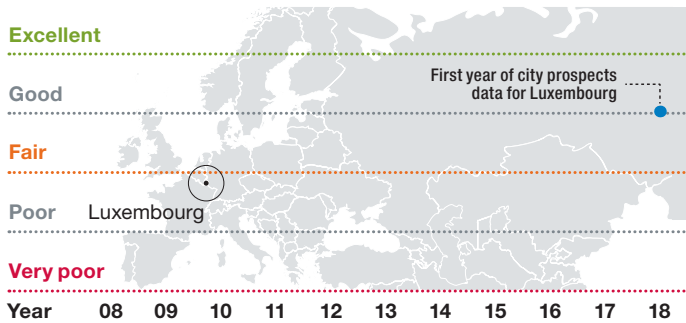 Excellent
First year of city prospects
data for Luxembourg
Good
Fair
Poor
Luxembourg
Very poor
Year 08 09 10 11 12 13 14 15 16 17 18